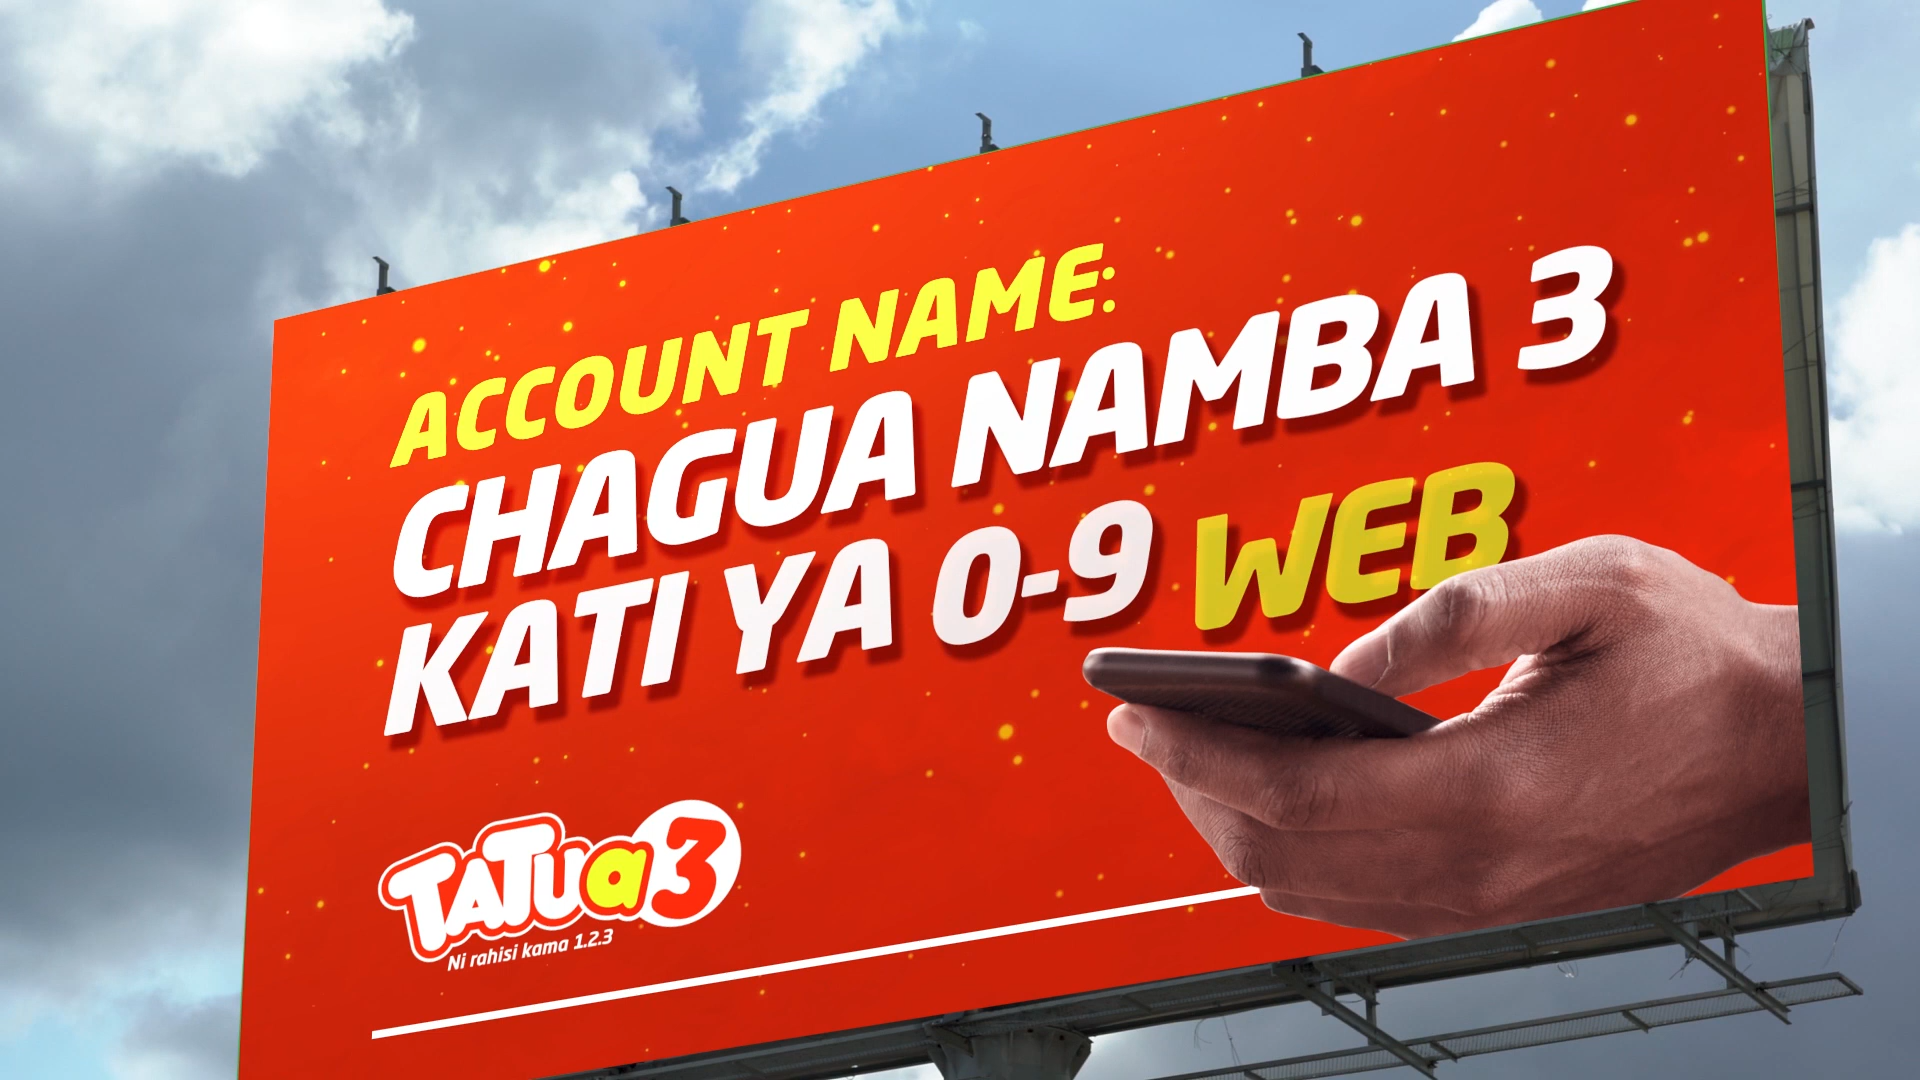 ACCOUNT NAME:
CHAGUA NAMBA 3
KATI YA 0-9 WEB
TATUa3
Ni rahisi kama 1.2.3